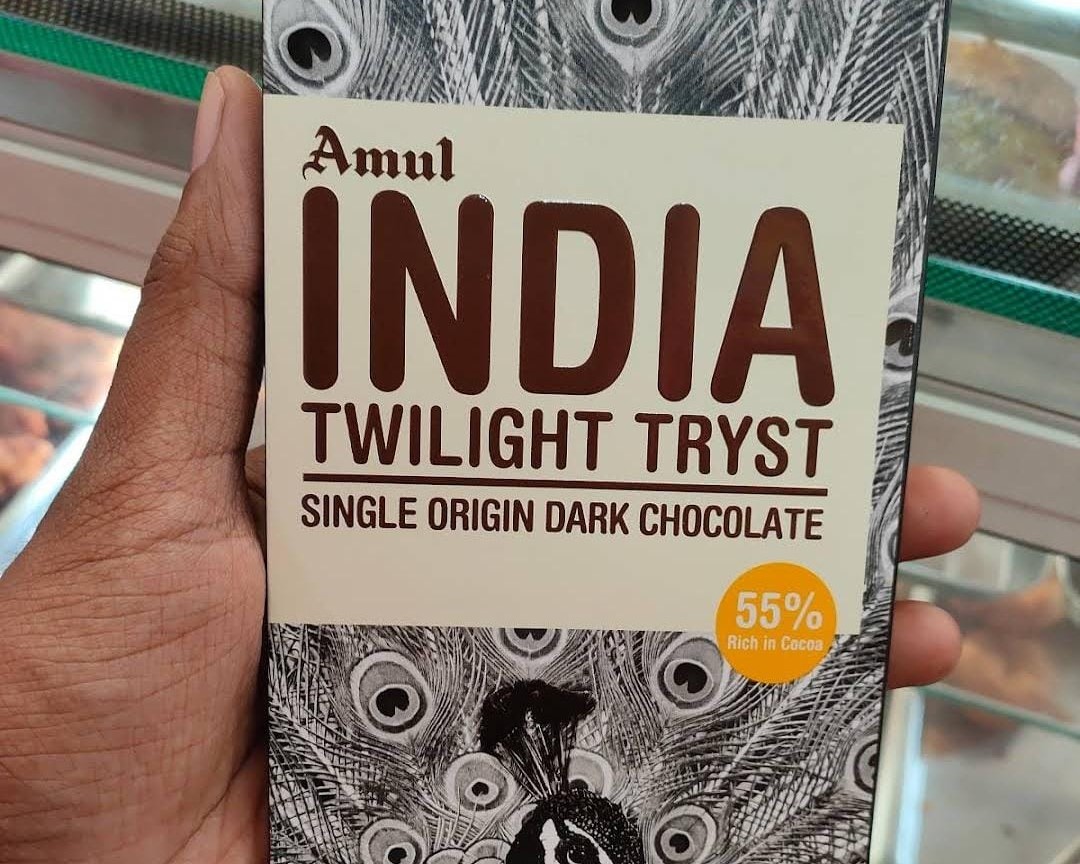 Amul
INDIA
TWILIGHT TRYST
SINGLE ORIGIN DARK CHOCOLATE
55%
Rich in Cocoa